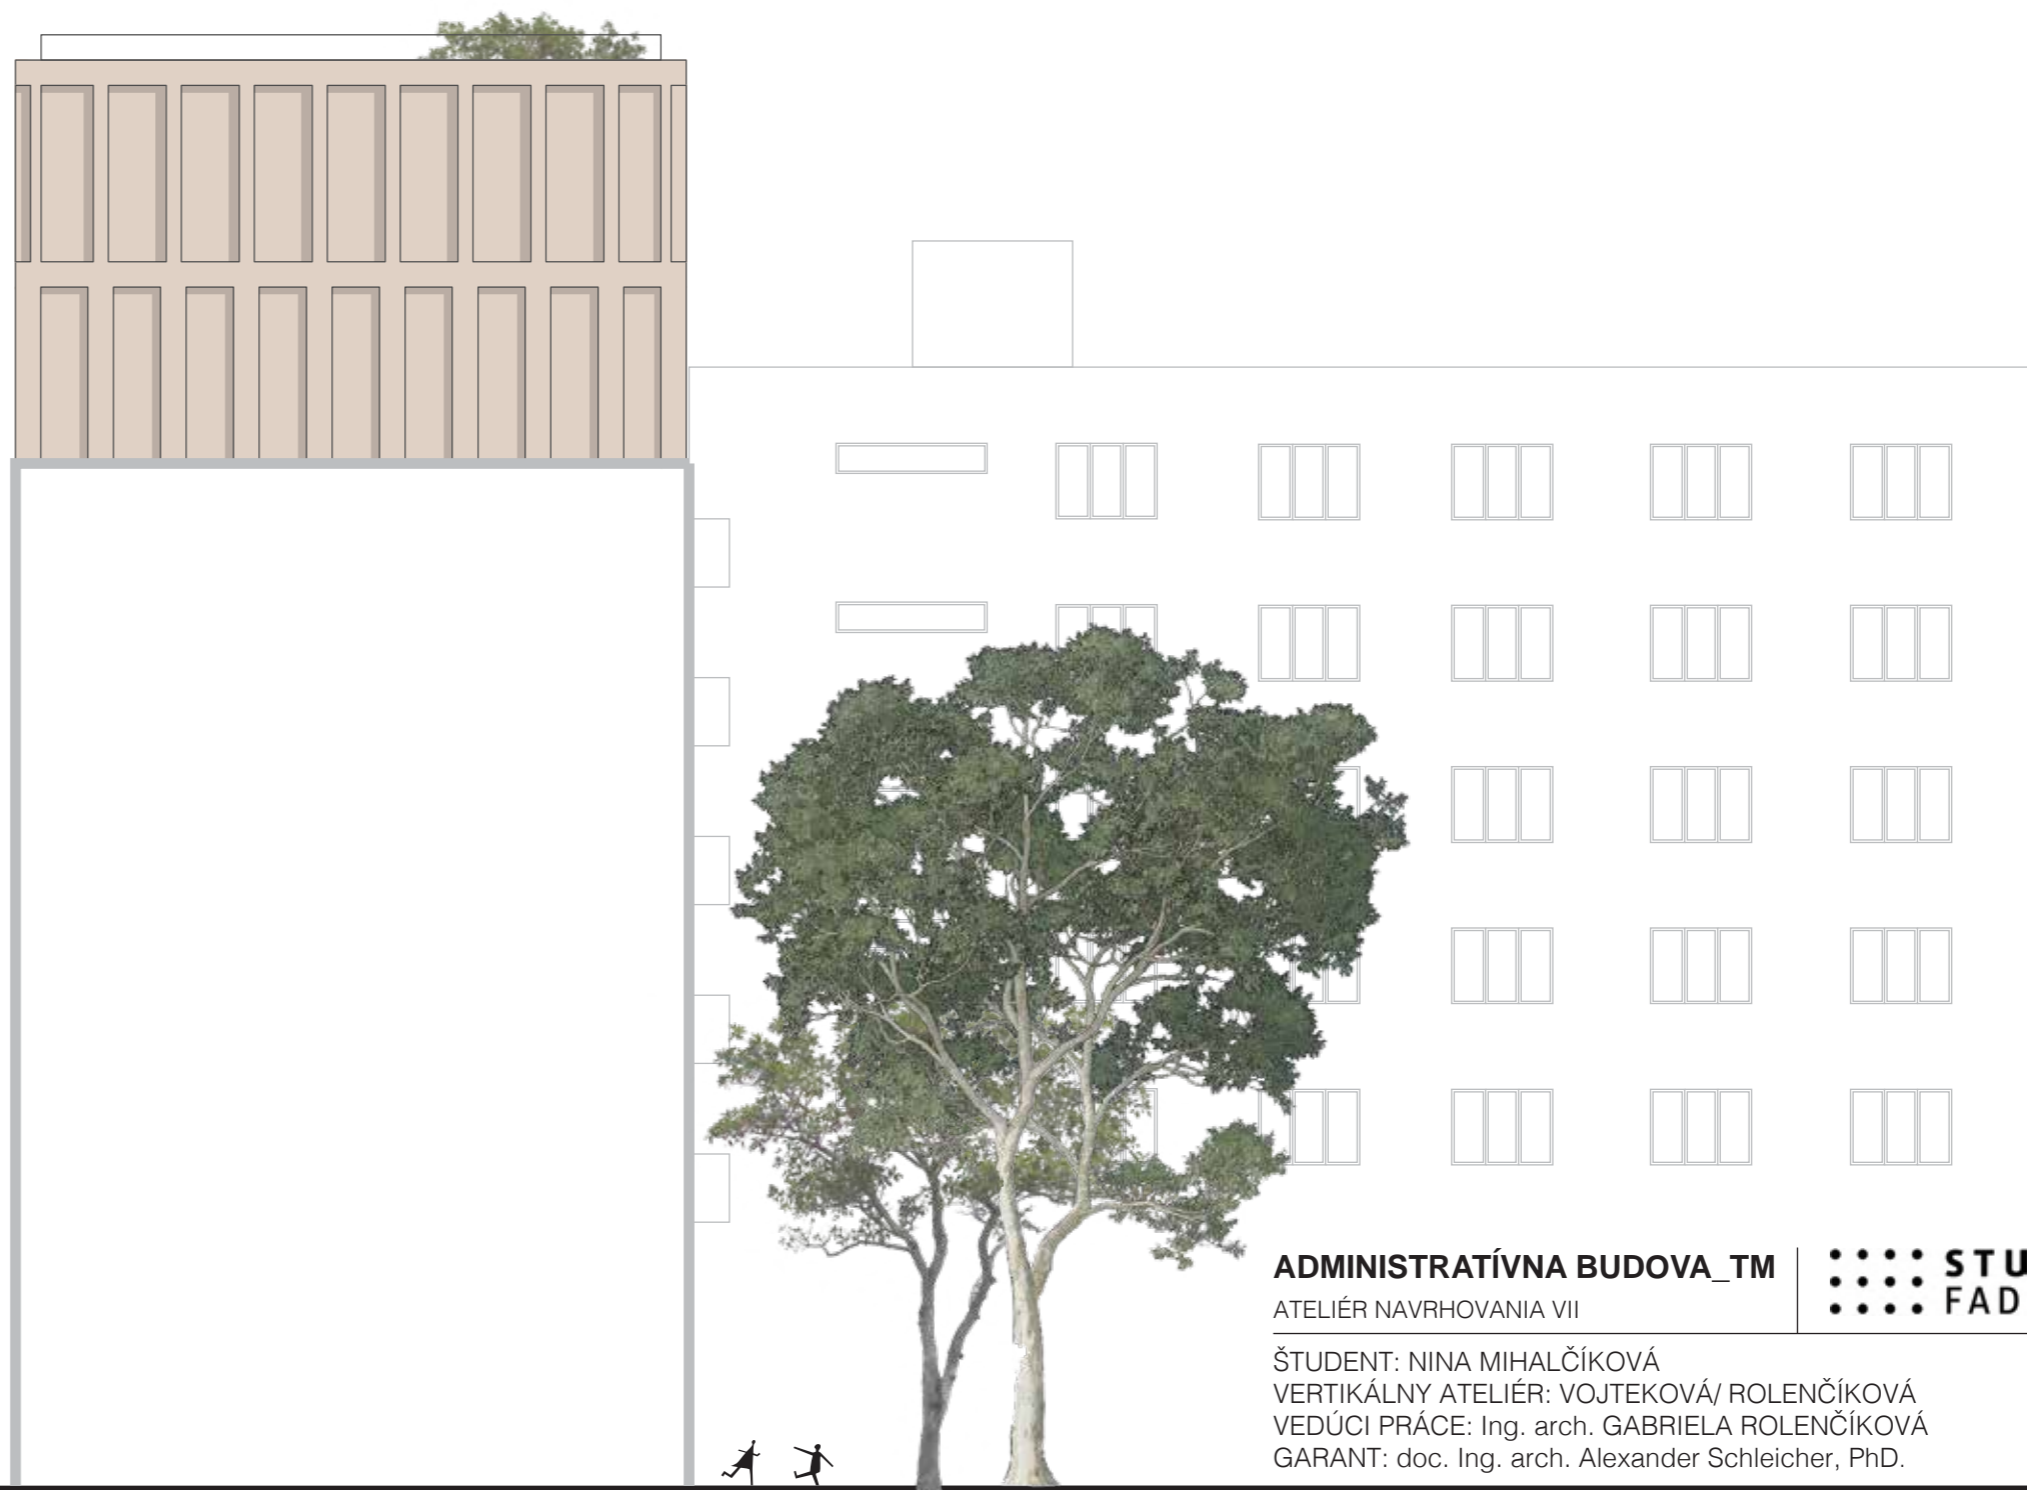 ADMINISTRATÍVNA BUDOVA_TM
ATELIÉR NAVRHOVANIA VII
STU
FAD
ŠTUDENT: NINA MIHALČÍKOVÁ
VERTIKÁLNY ATELIÉR: VOJTEKOVÁ/ ROLENČÍKOVÁ
VEDÚCI PRÁCE: Ing. arch. GABRIELA ROLENČÍKOVÁ
GARANT: doc. Ing. arch. Alexander Schleicher, PhD.